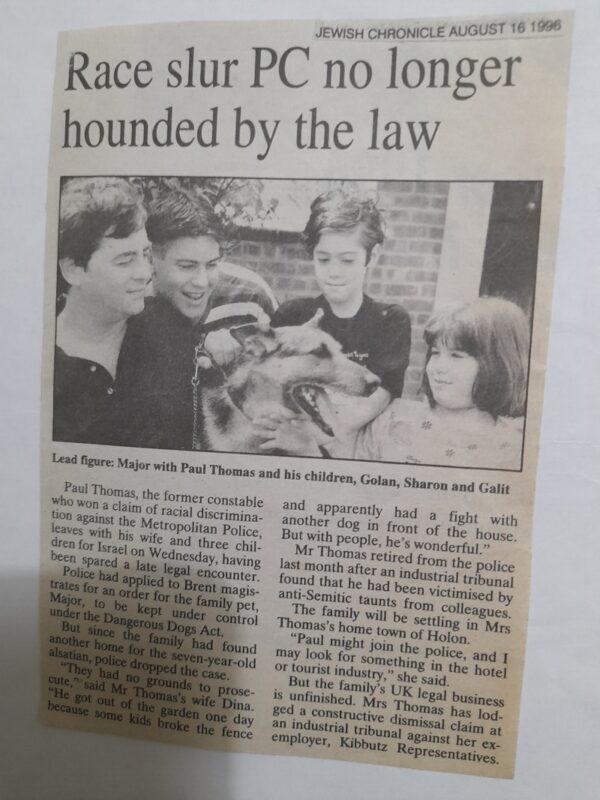 JEWISH CHRONICLE AUGUST 16 1996
Race slur PC no longer
hounded by the law
Lead figure: Major with Paul Thomas and his children, Golan, Sharon and Galit
Paul Thomas, the former constable
who won a claim of racial discrimina-
tion against the Metropolitan Police,
leaves with his wife and three chil-
dren for Israel on Wednesday, having
been spared a late legal encounter.
Police had applied to Brent magis-
trates for an order for the family pet,
Major, to be kept under control
under the Dangerous Dogs Act.
But since the family had found
another home for the seven-year-old
alsatian, police dropped the case.
"They had no grounds to prose-
cute," said Mr Thomas's wife Dina.
"He got out of the garden one day
because some kids broke the fence
and apparently had a fight with
another dog in front of the house.
But with people, he's wonderful."
Mr Thomas retired from the police
last month after an industrial tribunal
found that he had been victimised by
anti-Semitic taunts from colleagues.
The family will be settling in Mrs
Thomas's home town of Holon.
"Paul might join the police, and I
may look for something in the hotel
or tourist industry," she said.
But the family's UK legal business
is unfinished. Mrs Thomas has lod-
ged a constructive dismissal claim at
an industrial tribunal against her ex-
employer, Kibbutz Representatives.